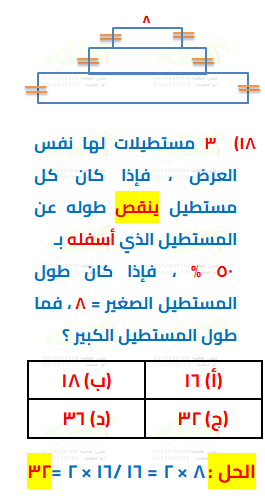 ٨
١٨) ٣ مستطيلات لها نفس
العرض ، فإذا كان كل
مستطيل ينقص طوله عن
المستطيل الذي أسفله بـ
٥٠ % ، فإذا كان طول
المستطيل الصغير = ٨ ، فما
طول المستطيل الكبير ؟
(أ) ١٦ (ب) ١٨
(ج) ٣٢ (د) ٣٦
الحل : ٨ × ٢ = ١٦ / ١٦ × ٢ = ٣٢